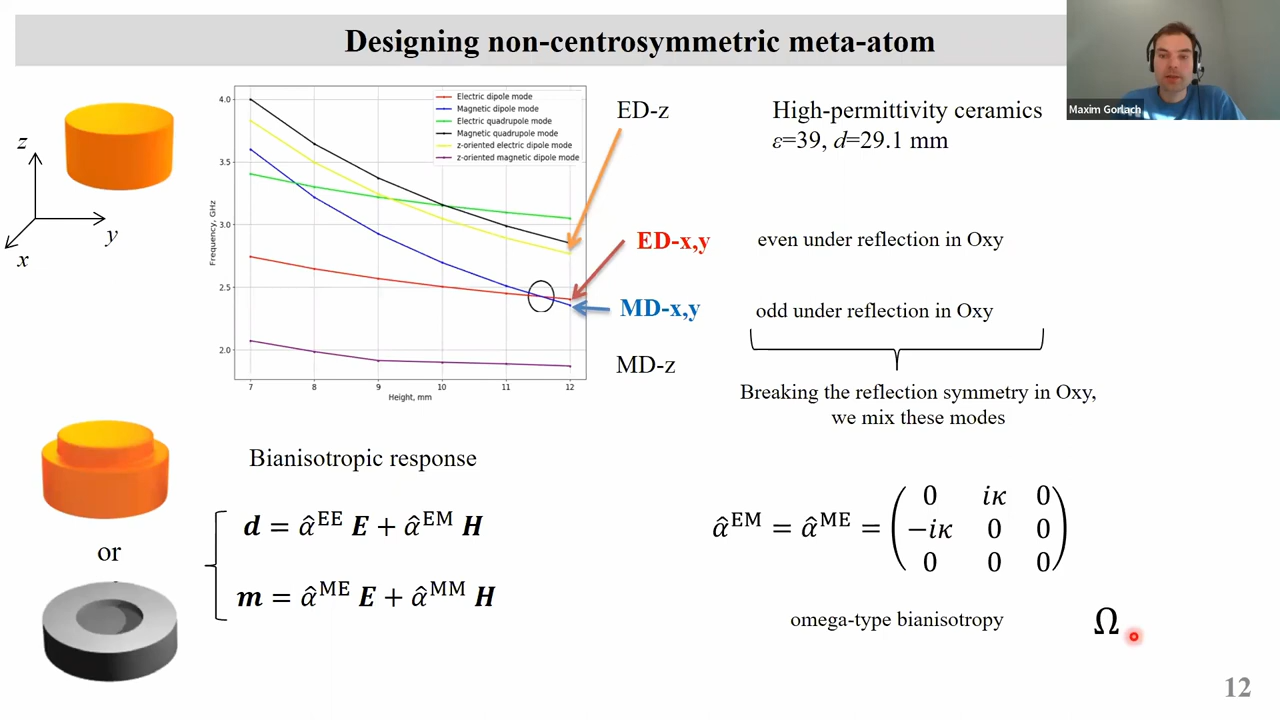 Designing non-centrosymmetric meta-atom
Maxim Gorlach
z
y
x
4.0
3.5
3.0
2.5
2.0
Frequency, GHz
7 8 9 10 11 12
Height, mm
Electric dipole mode
Magnetic dipole mode
Electric quadrupole mode
Magnetic quadrupole mode
z-oriented electric dipole mode
z-oriented magnetic dipole mode
ED-z
ED-x,y
MD-x,y
MD-z
High-permittivity ceramics
ε=39, d=29.1 mm
even under reflection in Oxy
odd under reflection in Oxy
Breaking the reflection symmetry in Oxy,
we mix these modes
or
Bianisotropic response
d = α̂^EE E + α̂^EM H
m = α̂^ME E + α̂^MM H
α̂^EM = α̂^ME =
0 iκ 0
−iκ 0 0
0 0 0
omega-type bianisotropy
Ω
12